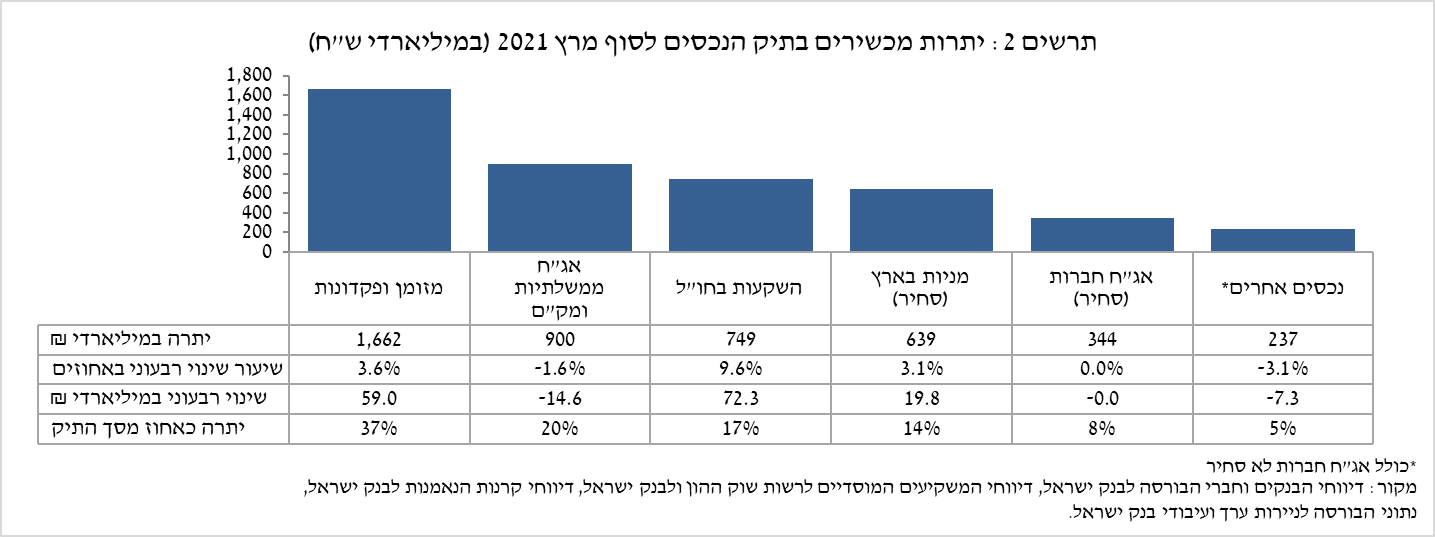 תרשים 2 : יתרות מכשירים בתיק הנכסים לסוף מרץ 2021 (במיליארדי ש"ח)
1,800
1,600
1,400
1,200
1,000
800
600
400
200
0
מזומן ופקדונות
אג"ח
ממשלתיות
ומק"ם
השקעות בחו"ל
מניות בארץ
(סחיר)
אג"ח חברות
(סחיר)
נכסים אחרים*
יתרה במיליארדי ₪ 1,662 900 749 639 344 237
שיעור שינוי רבעוני באחוזים 3.6% -1.6% 9.6% 3.1% 0.0% -3.1%
שינוי רבעוני במיליארדי ₪ 59.0 -14.6 72.3 19.8 -0.0 -7.3
יתרה כאחוז מסך התיק 37% 20% 17% 14% 8% 5%
*כולל אג"ח חברות לא סחיר
מקור : דיווחי הבנקים וחברי הבורסה לבנק ישראל, דיווחי המשקיעים המוסדיים לרשות שוק ההון ולבנק ישראל, דיווחי קרנות הנאמנות לבנק ישראל,
נתוני הבורסה לניירות ערך ועיבודי בנק ישראל.